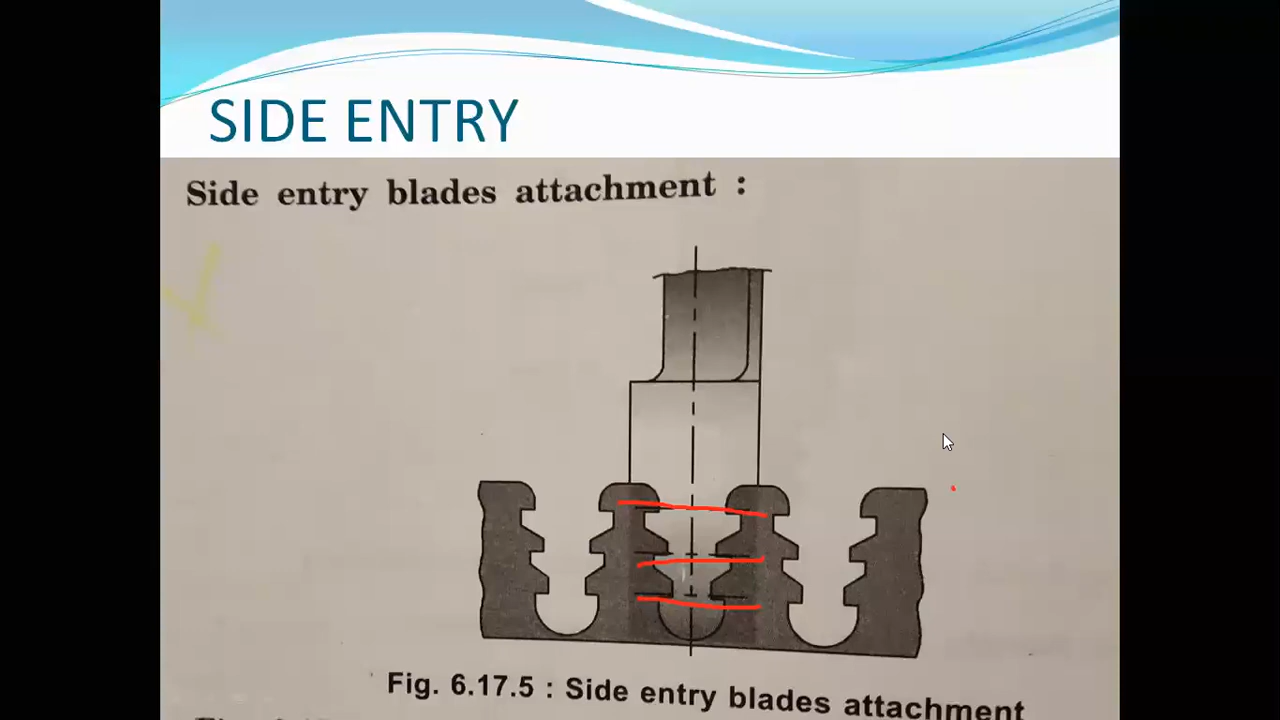 SIDE ENTRY
Side entry blades attachment :
Fig. 6.17.5 : Side entry blades attachment